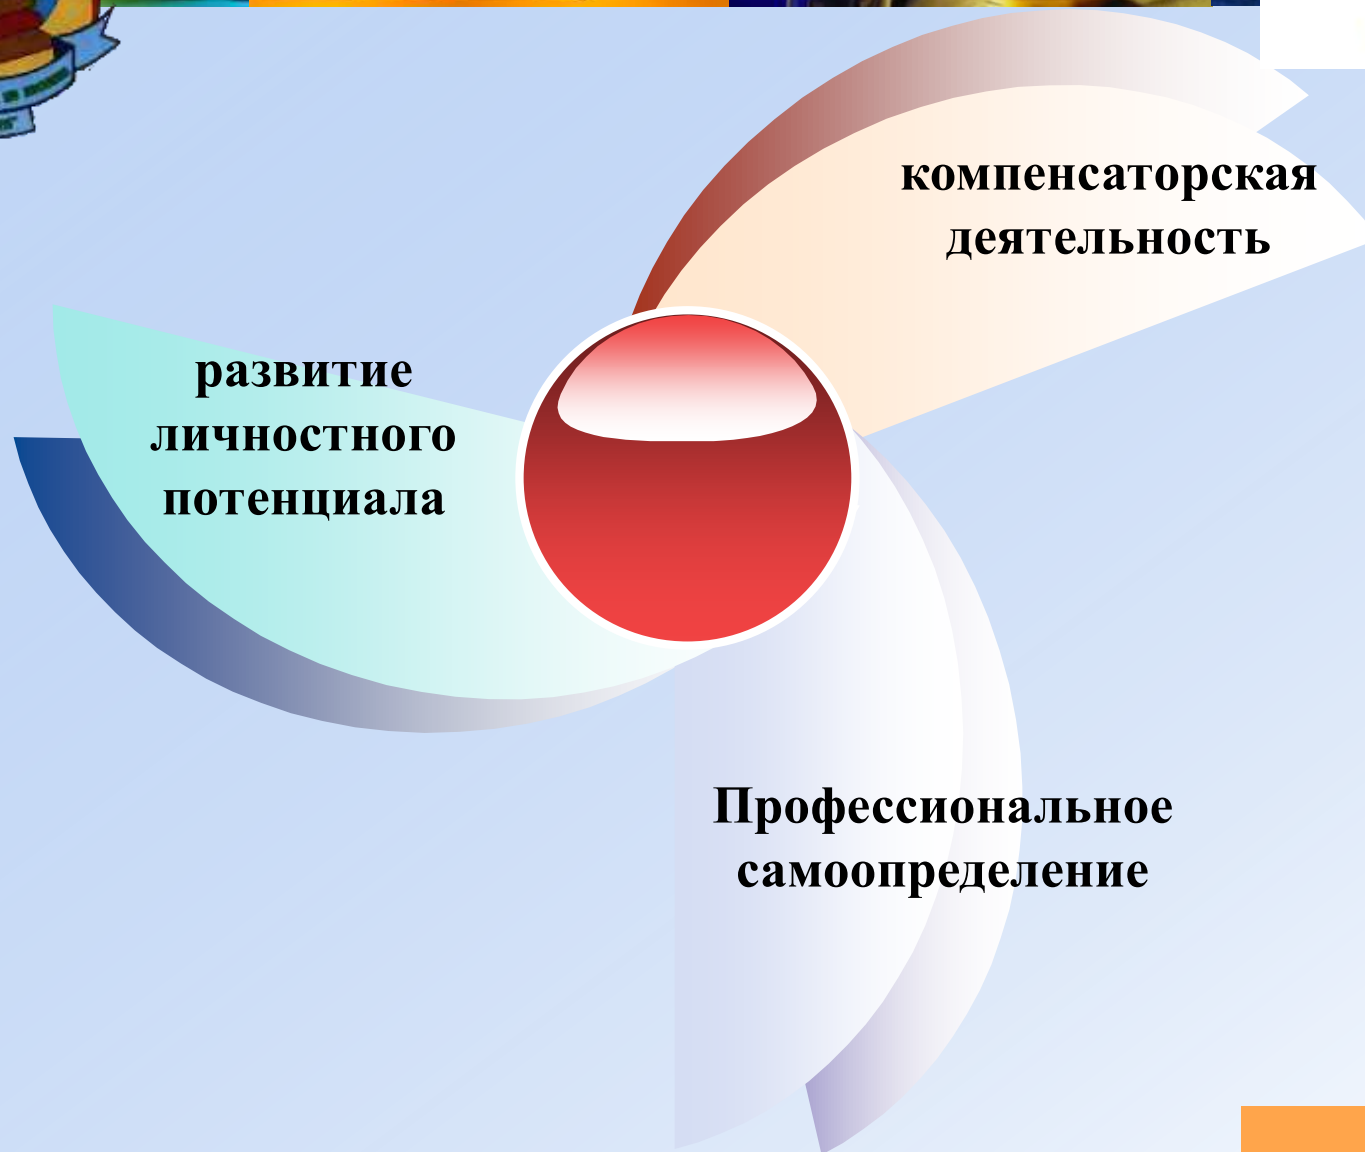 компенсаторская
деятельность
развитие
личностного
потенциала
Профессиональное
самоопределение